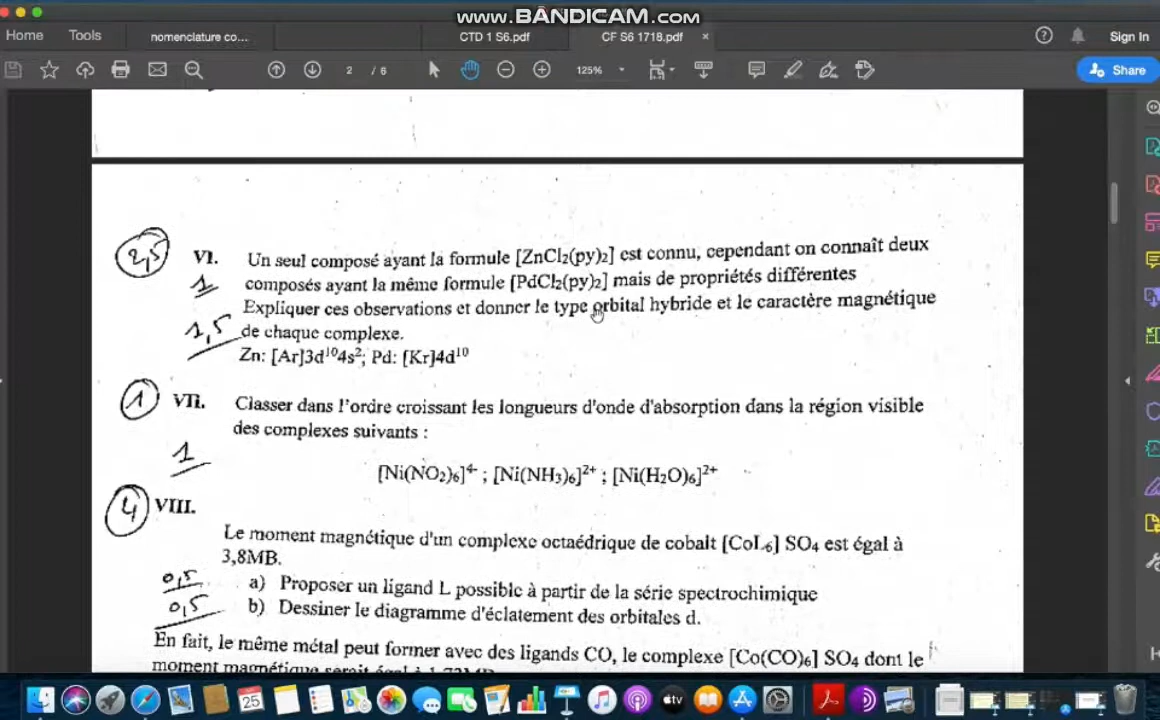 www.BANDICAM.com
Home Tools nomenclature co... CTD 1 S6.pdf CF S6 1718.pdf × Sign In
2 / 6 125% Share
2,5 VI. Un seul composé ayant la formule [ZnCl₂(py)₂] est connu, cependant on connaît deux
1 composés ayant la même formule [PdCl₂(py)₂] mais de propriétés différentes
Expliquer ces observations et donner le type orbital hybride et le caractère magnétique
1,5 de chaque complexe.
Zn: [Ar]3d¹⁰4s²; Pd: [Kr]4d¹⁰
1 VII. Classer dans l'ordre croissant les longueurs d'onde d'absorption dans la région visible
des complexes suivants :
1
[Ni(NO₂)₆]⁴⁻ ; [Ni(NH₃)₆]²⁺ ; [Ni(H₂O)₆]²⁺
4 VIII.
Le moment magnétique d'un complexe octaédrique de cobalt [CoL₆] SO₄ est égal à
3,8MB.
0,5 a) Proposer un ligand L possible à partir de la série spectrochimique
0,5 b) Dessiner le diagramme d'éclatement des orbitales d.
En fait, le même métal peut former avec des ligands CO, le complexe [Co(CO)₆] SO₄ dont le
moment magnétique serait égal à 1,73MB
25
tv